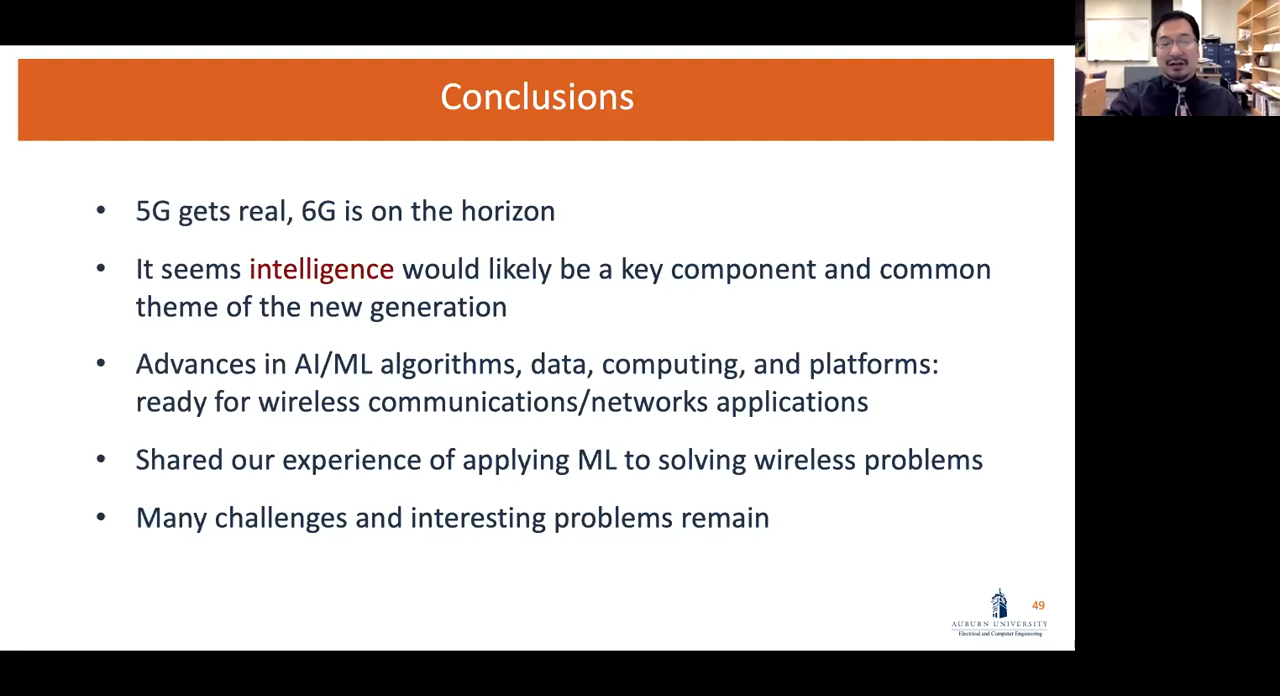 Conclusions
• 5G gets real, 6G is on the horizon
• It seems intelligence would likely be a key component and common
theme of the new generation
• Advances in AI/ML algorithms, data, computing, and platforms:
ready for wireless communications/networks applications
• Shared our experience of applying ML to solving wireless problems
• Many challenges and interesting problems remain
49
AUBURN UNIVERSITY
Electrical and Computer Engineering